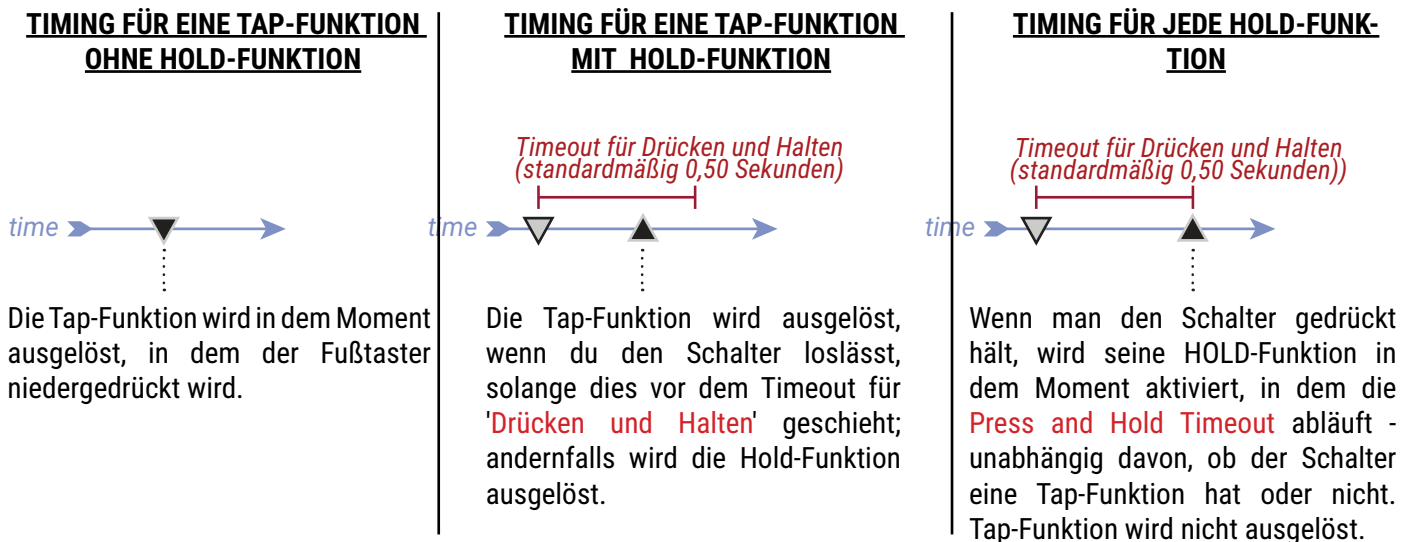 TIMING FÜR EINE TAP-FUNKTION
OHNE HOLD-FUNKTION
time
Die Tap-Funktion wird in dem Moment
ausgelöst, in dem der Fußtaster
niedergedrückt wird.
TIMING FÜR EINE TAP-FUNKTION
MIT HOLD-FUNKTION
Timeout für Drücken und Halten
(standardmäßig 0,50 Sekunden)
time
Die Tap-Funktion wird ausgelöst,
wenn du den Schalter loslässt,
solange dies vor dem Timeout für
'Drücken und Halten' geschieht;
andernfalls wird die Hold-Funktion
ausgelöst.
TIMING FÜR JEDE HOLD-FUNK-
TION
Timeout für Drücken und Halten
(standardmäßig 0,50 Sekunden))
time
Wenn man den Schalter gedrückt
hält, wird seine HOLD-Funktion in
dem Moment aktiviert, in dem die
Press and Hold Timeout abläuft -
unabhängig davon, ob der Schalter
eine Tap-Funktion hat oder nicht.
Tap-Funktion wird nicht ausgelöst.